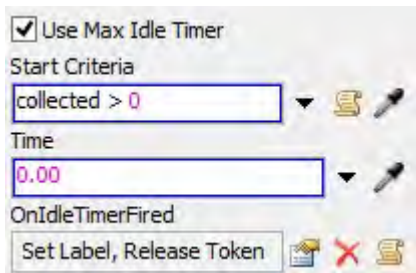 Use Max Idle Timer
Start Criteria
collected > 0
Time
0.00
OnIdleTimerFired
Set Label, Release Token